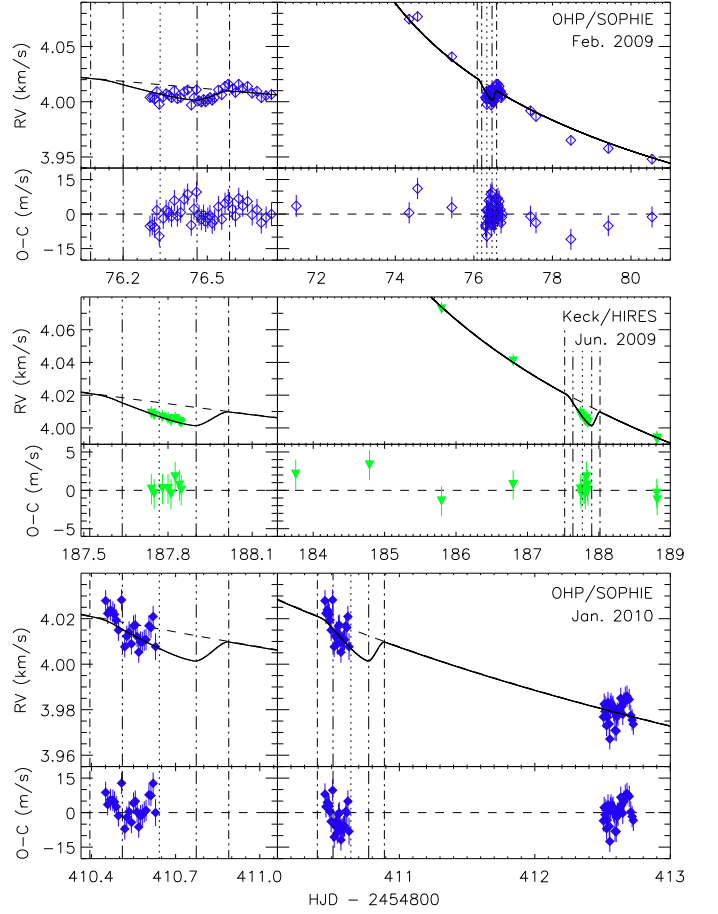 OHP/SOPHIE
Feb. 2009
RV (km/s)
4.05
4.00
3.95
O-C (m/s)
15
0
-15
76.2 76.5 72 74 76 78 80
Keck/HIRES
Jun. 2009
RV (km/s)
4.06
4.04
4.02
4.00
O-C (m/s)
5
0
-5
187.5 187.8 188.1 184 185 186 187 188 189
OHP/SOPHIE
Jan. 2010
RV (km/s)
4.02
4.00
3.98
3.96
O-C (m/s)
15
0
-15
410.4 410.7 411.0 411 412 413
HJD - 2454800